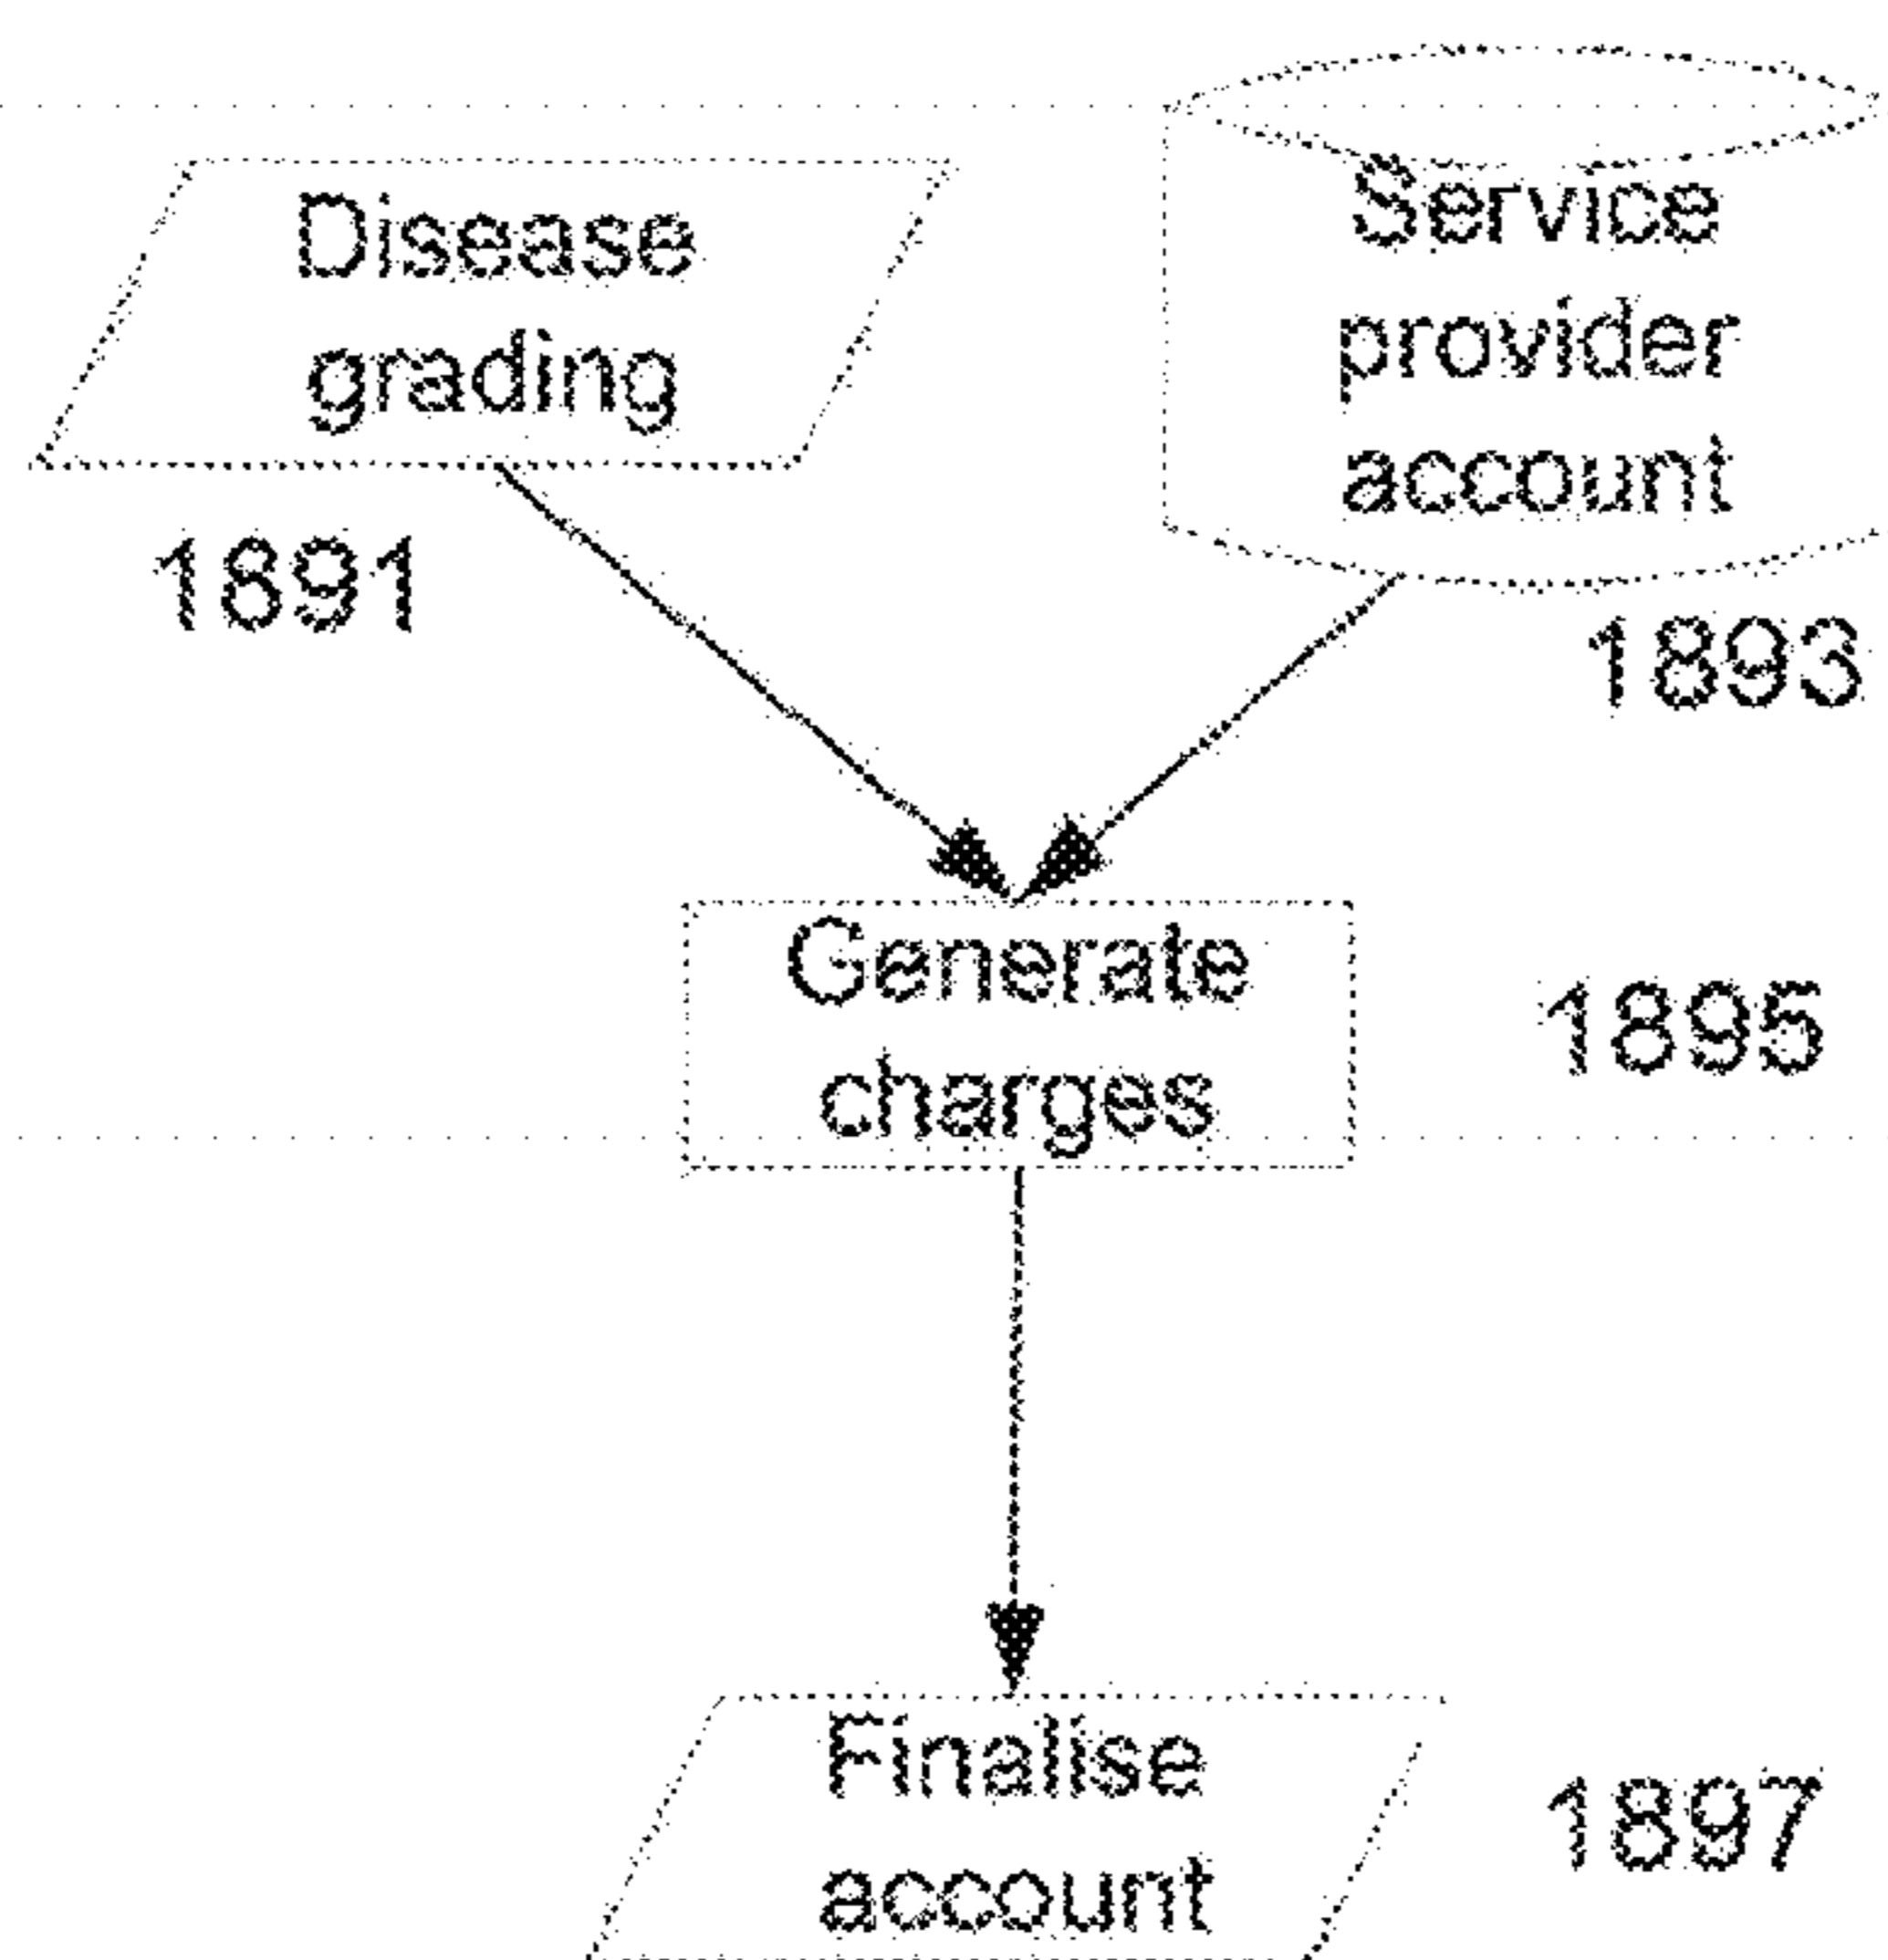 Disease
grading
1891
Service
provider
account
1893
Generate
charges
1895
Finalise
account
1897